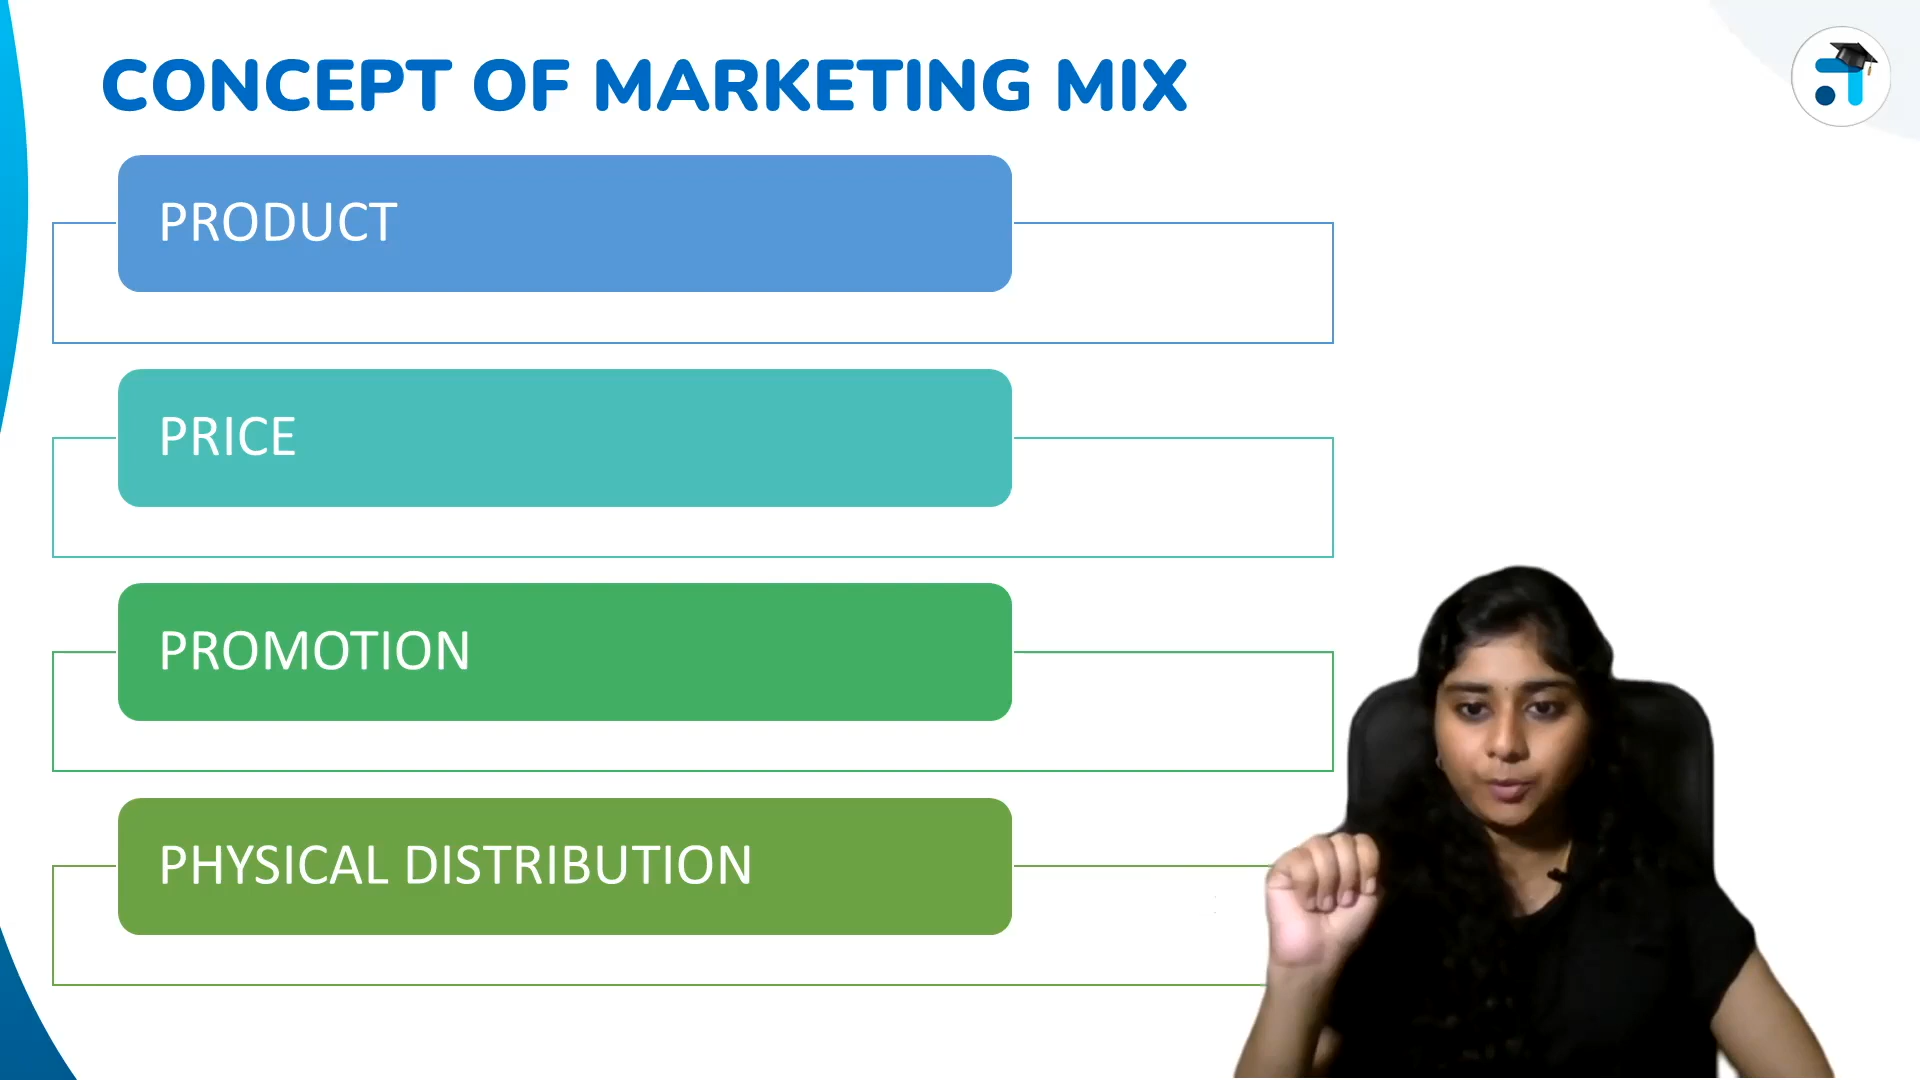 CONCEPT OF MARKETING MIX
PRODUCT
PRICE
PROMOTION
PHYSICAL DISTRIBUTION